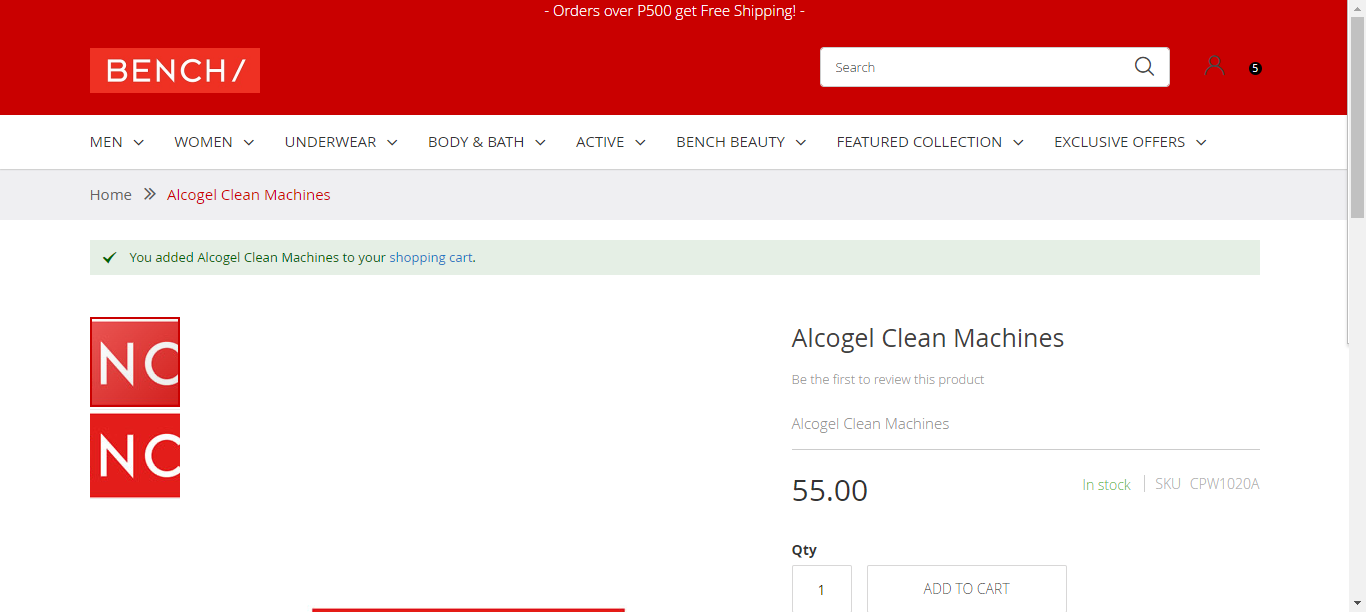 - Orders over P500 get Free Shipping! -
BENCH/
Search
5
MEN WOMEN UNDERWEAR BODY & BATH ACTIVE BENCH BEAUTY FEATURED COLLECTION EXCLUSIVE OFFERS
Home Alcogel Clean Machines
You added Alcogel Clean Machines to your shopping cart.
NC
NC
Alcogel Clean Machines
Be the first to review this product
Alcogel Clean Machines
55.00
In stock SKU CPW1020A
Qty
1 ADD TO CART